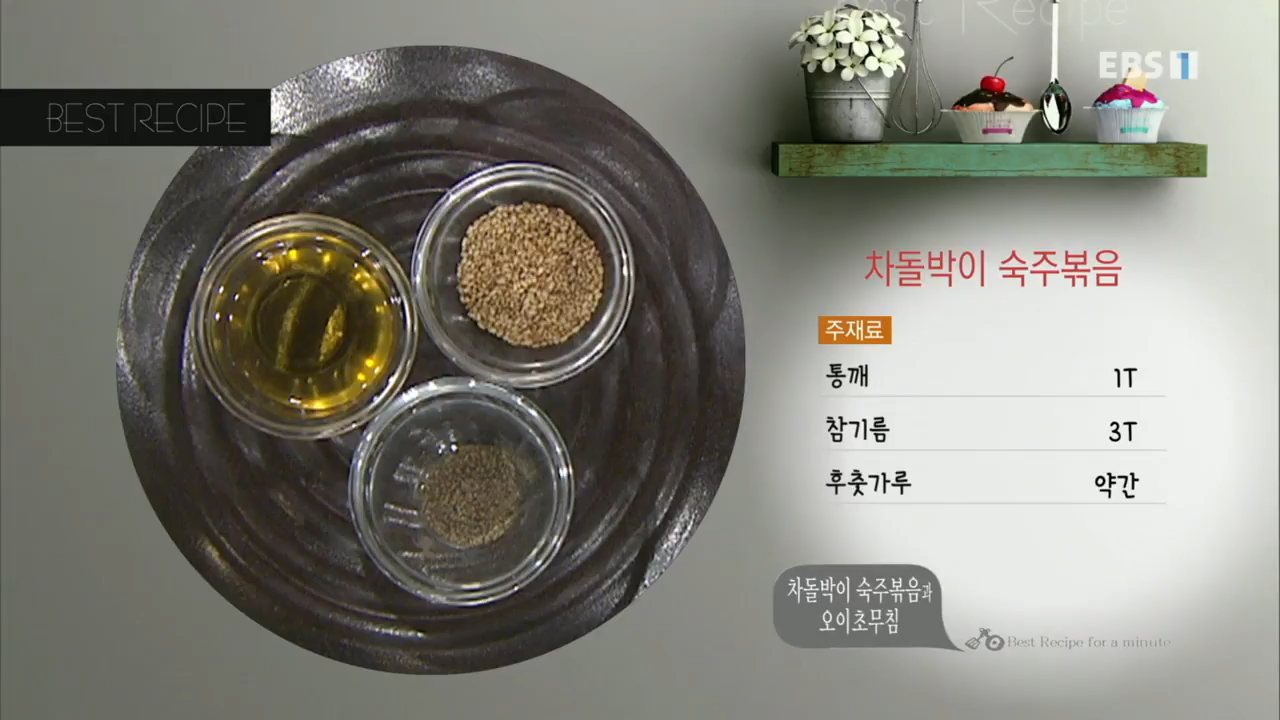 Best Recipe
EBS 1
BEST RECIPE
차돌박이 숙주볶음
주재료
통깨 1T
참기름 3T
후춧가루 약간
차돌박이 숙주볶음과
오이초무침
Best Recipe for a minute